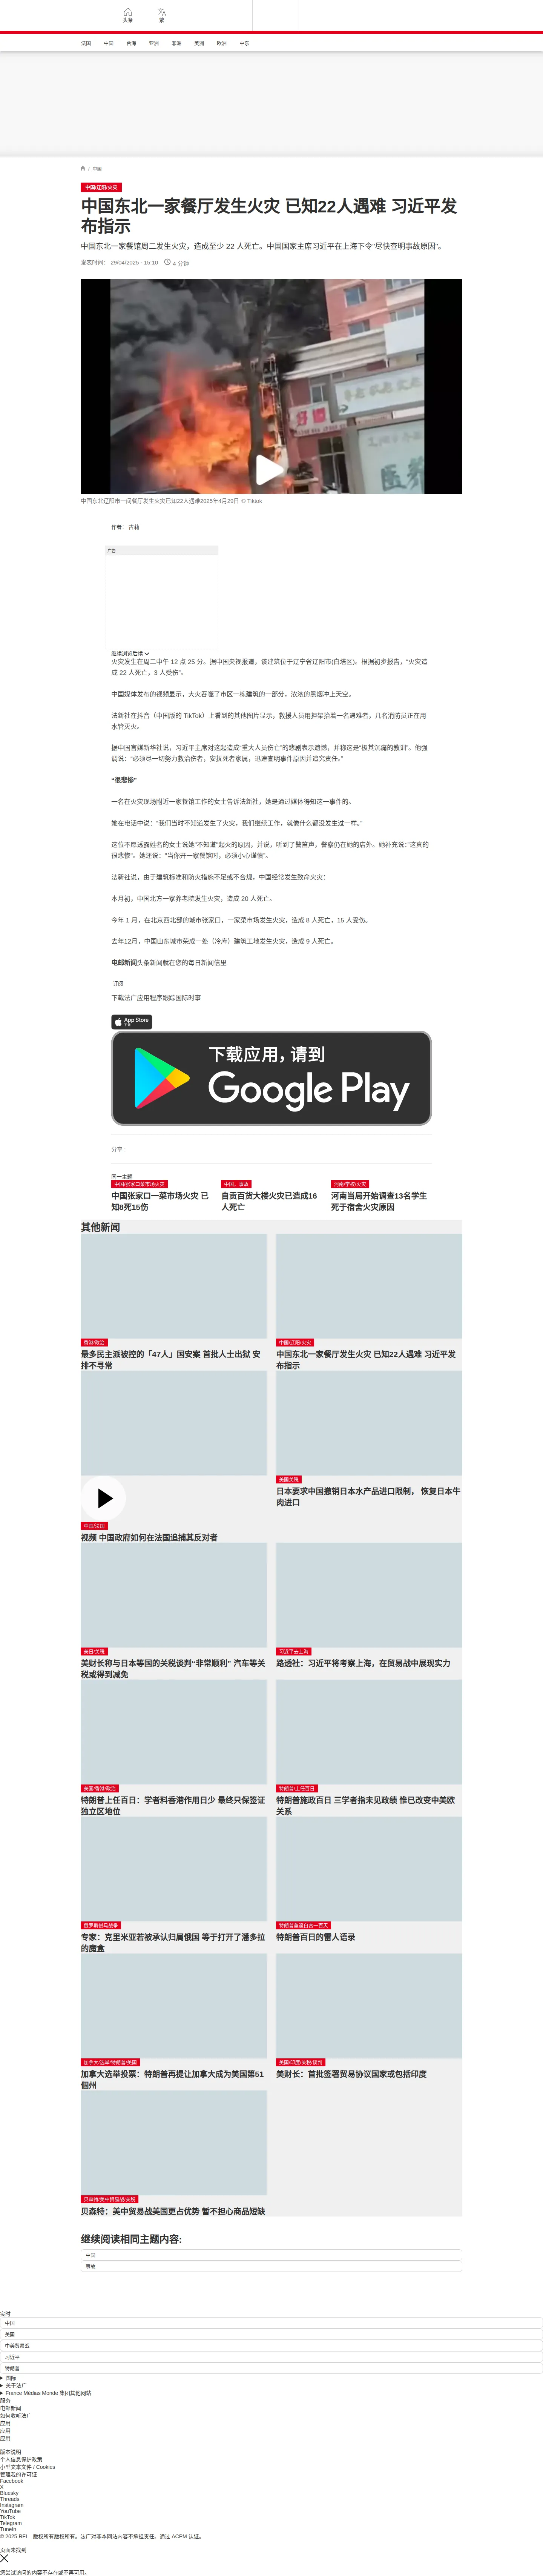 头条
繁
法国
中国
台湾
亚洲
非洲
美洲
欧洲
中东
/ 中国
中国/辽阳/火灾
中国东北一家餐厅发生火灾 已知22人遇难 习近平发
布指示
中国东北一家餐馆周二发生火灾，造成至少 22 人死亡。中国国家主席习近平在上海下令“尽快查明事故原因”。
发表时间： 29/04/2025 - 15:10
4 分钟
中国东北辽阳市一间餐厅发生火灾已知22人遇难2025年4月29日 © Tiktok
作者： 古莉
广告
继续浏览后续
火灾发生在周二中午 12 点 25 分。据中国央视报道，该建筑位于辽宁省辽阳市(白塔区)。根据初步报告，“火灾造
成 22 人死亡，3 人受伤”。
中国媒体发布的视频显示，大火吞噬了市区一栋建筑的一部分，浓浓的黑烟冲上天空。
法新社在抖音（中国版的 TikTok）上看到的其他图片显示，救援人员用担架抬着一名遇难者，几名消防员正在用
水管灭火。
据中国官媒新华社说，习近平主席对这起造成“重大人员伤亡”的悲剧表示遗憾，并称这是“极其沉痛的教训”。他强
调说：“必须尽一切努力救治伤者，安抚死者家属，迅速查明事件原因并追究责任。”
“很悲惨”
一名在火灾现场附近一家餐馆工作的女士告诉法新社，她是通过媒体得知这一事件的。
她在电话中说：“我们当时不知道发生了火灾，我们继续工作，就像什么都没发生过一样。”
这位不愿透露姓名的女士说她“不知道”起火的原因，并说，听到了警笛声，警察仍在她的店外。她补充说：“这真的
很悲惨”。她还说：“当你开一家餐馆时，必须小心谨慎”。
法新社说，由于建筑标准和防火措施不足或不合规，中国经常发生致命火灾：
本月初，中国北方一家养老院发生火灾，造成 20 人死亡。
今年 1 月，在北京西北部的城市张家口，一家菜市场发生火灾，造成 8 人死亡，15 人受伤。
去年12月，中国山东城市荣成一处（冷库）建筑工地发生火灾，造成 9 人死亡。
电邮新闻头条新闻就在您的每日新闻信里
订阅
下载法广应用程序跟踪国际时事
App Store
下载
下载应用，请到
Google Play
分享 :
同一主题
中国/张家口菜市场火灾
中国张家口一菜市场火灾 已
知8死15伤
中国、事故
自贡百货大楼火灾已造成16
人死亡
河南/学校/火灾
河南当局开始调查13名学生
死于宿舍火灾原因
其他新闻
香港/政治
最多民主派被控的「47人」国安案 首批人士出狱 安
排不寻常
中国/辽阳/火灾
中国东北一家餐厅发生火灾 已知22人遇难 习近平发
布指示
中国/法国
视频 中国政府如何在法国追捕其反对者
美国关税
日本要求中国撤销日本水产品进口限制， 恢复日本牛
肉进口
美日/关税
美财长称与日本等国的关税谈判“非常顺利” 汽车等关
税或得到减免
习近平去上海
路透社：习近平将考察上海，在贸易战中展现实力
美国/香港/政治
特朗普上任百日：学者料香港作用日少 最终只保签证
独立区地位
特朗普/上任百日
特朗普施政百日 三学者指未见政绩 惟已改变中美欧
关系
俄罗斯侵乌战争
专家：克里米亚若被承认归属俄国 等于打开了潘多拉
的魔盒
特朗普重返白宫一百天
特朗普百日的雷人语录
加拿大/选举/特朗普/美国
加拿大选举投票：特朗普再提让加拿大成为美国第51
個州
美国/印度/关税/谈判
美财长：首批签署贸易协议国家或包括印度
贝森特/美中贸易战/关税
贝森特：美中贸易战美国更占优势 暂不担心商品短缺
继续阅读相同主题内容:
中国
事故
实时
中国
美国
中美贸易战
习近平
特朗普
国际
关于法广
France Médias Monde 集团其他网站
服务
电邮新闻
如何收听法广
应用
应用
应用
版本说明
个人信息保护政策
小型文本文件 / Cookies
管理我的许可证
Facebook
X
Bluesky
Threads
Instagram
YouTube
TikTok
Telegram
TuneIn
© 2025 RFI – 版权所有版权所有。法广对非本网站内容不承担责任。通过 ACPM 认证。
页面未找到
您尝试访问的内容不存在或不再可用。